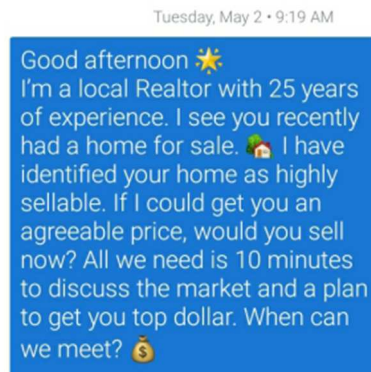 Tuesday, May 2 • 9:19 AM
Good afternoon 🌟
I'm a local Realtor with 25 years
of experience. I see you recently
had a home for sale. 🏡 I have
identified your home as highly
sellable. If I could get you an
agreeable price, would you sell
now? All we need is 10 minutes
to discuss the market and a plan
to get you top dollar. When can
we meet? 💰